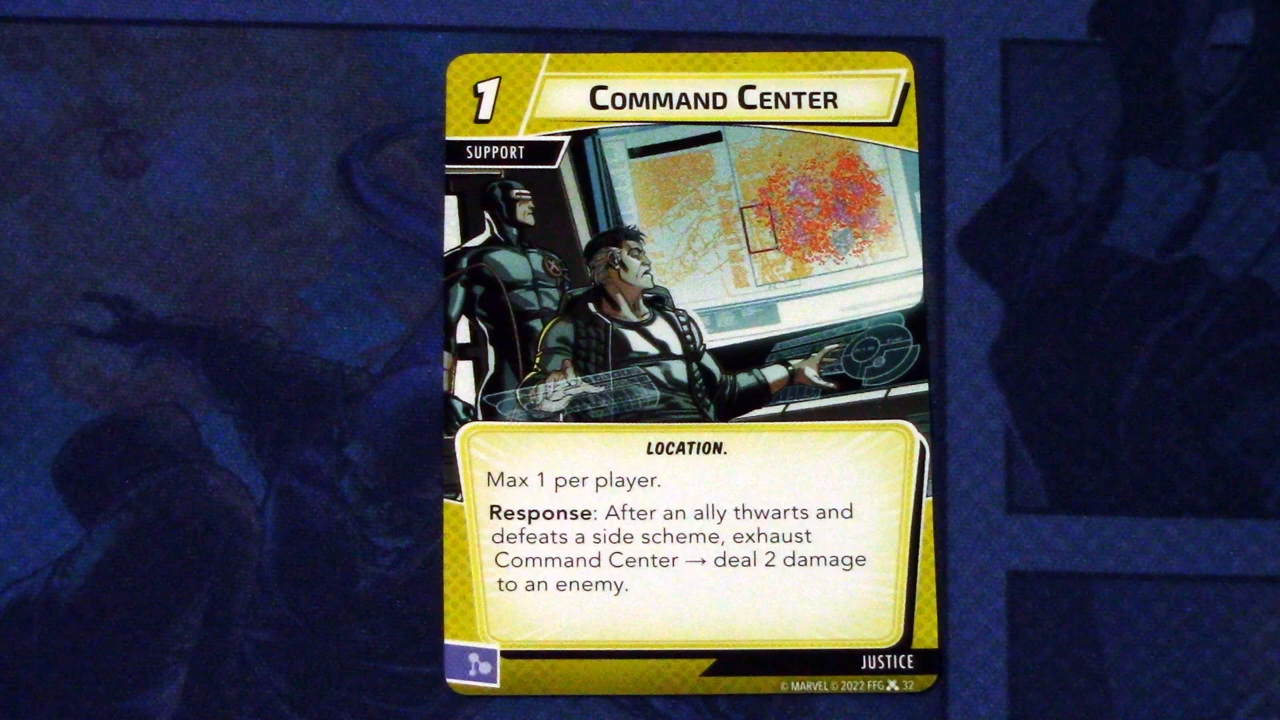 1
COMMAND CENTER
SUPPORT
LOCATION.
Max 1 per player.
Response: After an ally thwarts and
defeats a side scheme, exhaust
Command Center → deal 2 damage
to an enemy.
JUSTICE
© MARVEL © 2022 FFG 32